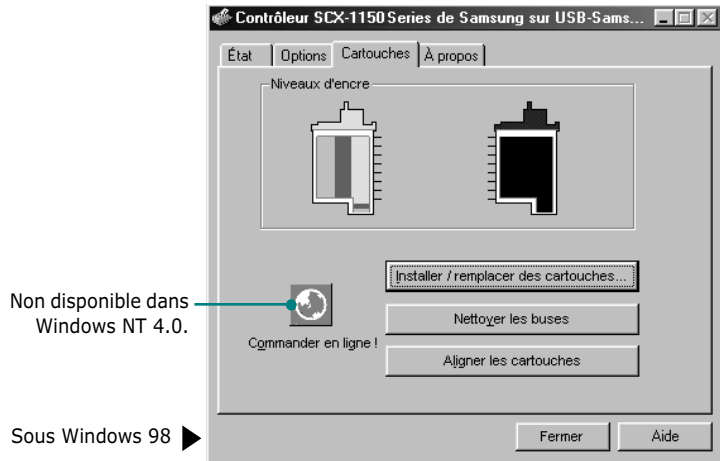 Contrôleur SCX-1150 Series de Samsung sur USB-Sams...
État
Options
Cartouches
À propos
Niveaux d'encre
Installer / remplacer des cartouches...
Non disponible dans
Windows NT 4.0.
Nettoyer les buses
Commander en ligne !
Aligner les cartouches
Sous Windows 98
Fermer
Aide